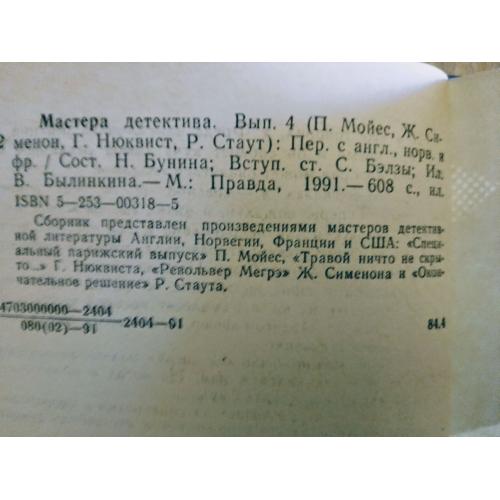 Мастера детектива. Вып. 4 (П. Мойес, Ж. Си-
2 менон, Г. Нюквист, Р. Стаут): Пер. с англ., норв. и
фр. / Сост. Н. Бунина; Вступ. ст. С. Бэлзы; Ил.
В. Былинкина.— М.: Правда, 1991.— 608 с., ил.
ISBN 5—253—00318—5
Сборник представлен произведениями мастеров детектив-
ной литературы Англии, Норвегии, Франции и США: «Специ-
альный парижский выпуск» П. Мойес, «Травой ничто не скры-
то...» Г. Нюквиста, «Револьвер Мегрэ» Ж. Сименона и «Окон-
чательное решение» Р. Стаута.
4703000000—2404
080(02)—91
2404—91
84.4